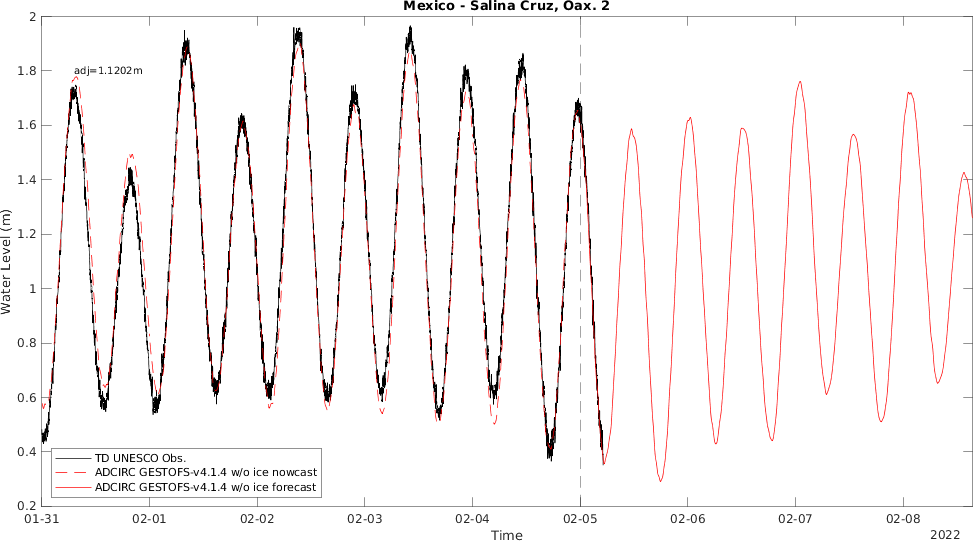 Mexico - Salina Cruz, Oax. 2
2
1.8
1.6
1.4
1.2
1
0.8
0.6
0.4
0.2
Water Level (m)
adj=1.1202m
TD UNESCO Obs.
ADCIRC GESTOFS-v4.1.4 w/o ice nowcast
ADCIRC GESTOFS-v4.1.4 w/o ice forecast
01-31 02-01 02-02 02-03 02-04 02-05 02-06 02-07 02-08
Time
2022